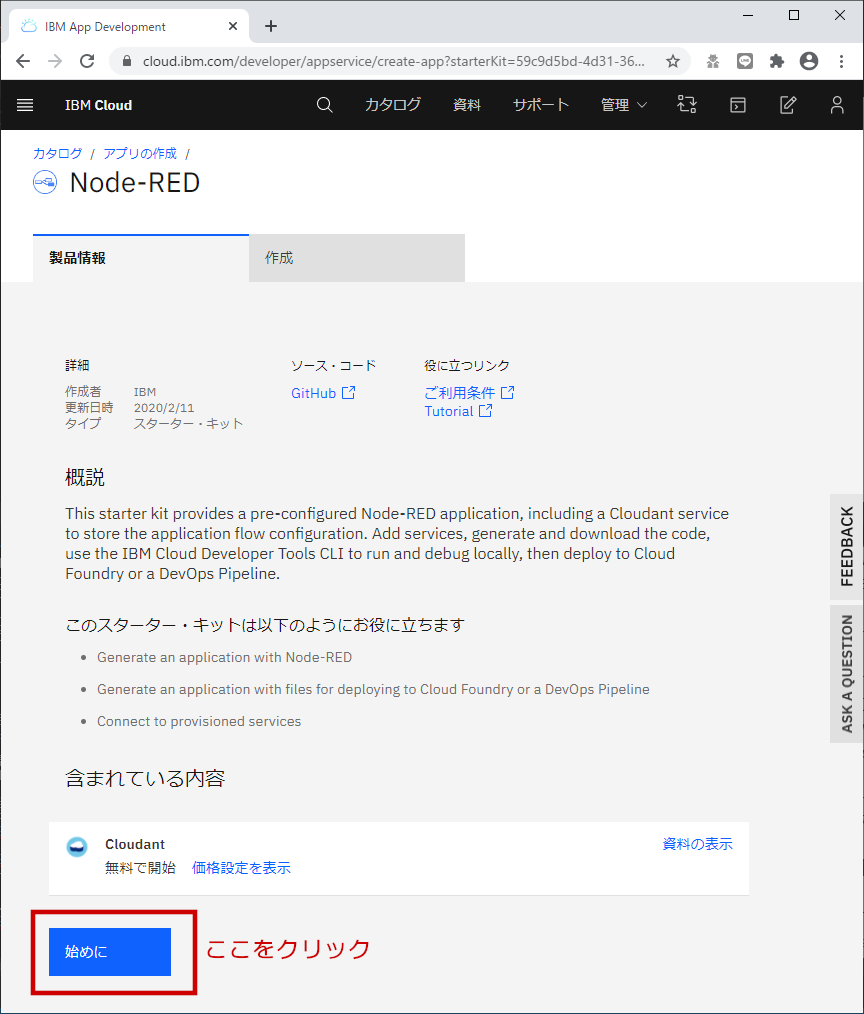 IBM App Development
cloud.ibm.com/developer/appservice/create-app?starterKit=59c9d5bd-4d31-36...
IBM Cloud
カタログ 資料 サポート 管理
カタログ / アプリの作成 /
Node-RED
製品情報 作成
詳細
作成者 IBM
更新日時 2020/2/11
タイプ スターター・キット
ソース・コード
GitHub
役に立つリンク
ご利用条件
Tutorial
概説
This starter kit provides a pre-configured Node-RED application, including a Cloudant service
to store the application flow configuration. Add services, generate and download the code,
use the IBM Cloud Developer Tools CLI to run and debug locally, then deploy to Cloud
Foundry or a DevOps Pipeline.
このスターター・キットは以下のようにお役に立ちます
Generate an application with Node-RED
Generate an application with files for deploying to Cloud Foundry or a DevOps Pipeline
Connect to provisioned services
含まれている内容
Cloudant
資料の表示
無料で開始 価格設定を表示
始めに
ここをクリック
FEEDBACK
ASK A QUESTION